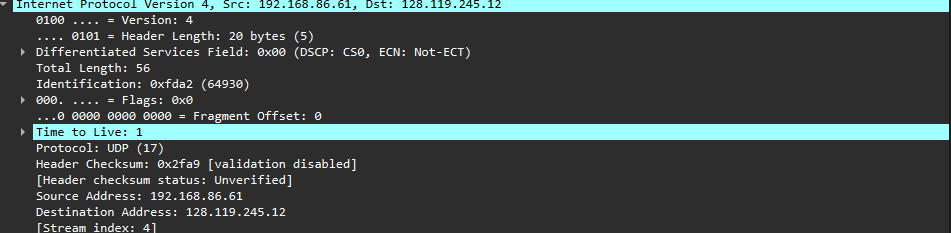 Internet Protocol Version 4, Src: 192.168.86.61, Dst: 128.119.245.12
0100 .... = Version: 4
.... 0101 = Header Length: 20 bytes (5)
Differentiated Services Field: 0x00 (DSCP: CS0, ECN: Not-ECT)
Total Length: 56
Identification: 0xfda2 (64930)
000. .... = Flags: 0x0
...0 0000 0000 0000 = Fragment Offset: 0
Time to Live: 1
Protocol: UDP (17)
Header Checksum: 0x2fa9 [validation disabled]
[Header checksum status: Unverified]
Source Address: 192.168.86.61
Destination Address: 128.119.245.12
[Stream index: 4]